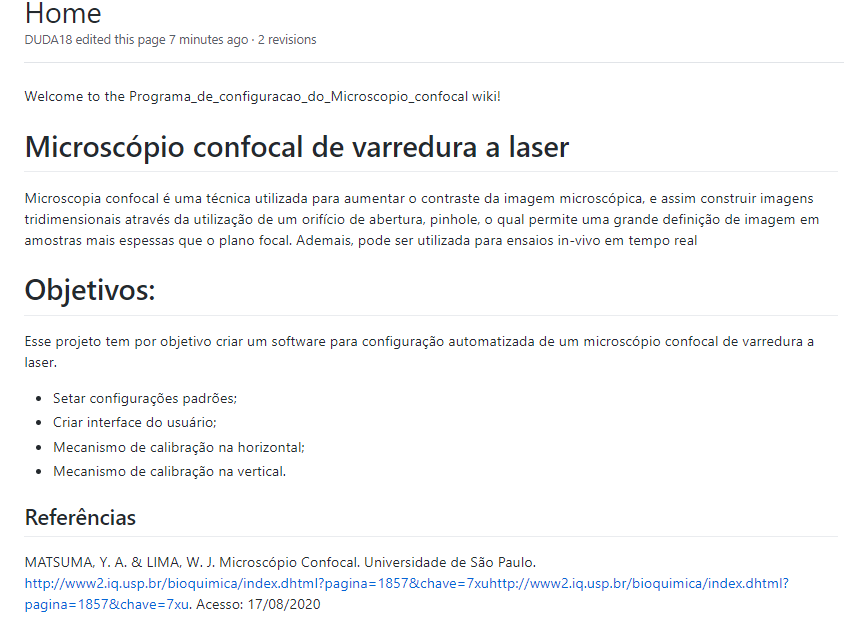 Home
DUDA18 edited this page 7 minutes ago · 2 revisions
Welcome to the Programa_de_configuracao_do_Microscopio_confocal wiki!
Microscópio confocal de varredura a laser
Microscopia confocal é uma técnica utilizada para aumentar o contraste da imagem microscópica, e assim construir imagens
tridimensionais através da utilização de um orifício de abertura, pinhole, o qual permite uma grande definição de imagem em
amostras mais espessas que o plano focal. Ademais, pode ser utilizada para ensaios in-vivo em tempo real
Objetivos:
Esse projeto tem por objetivo criar um software para configuração automatizada de um microscópio confocal de varredura a
laser.
• Setar configurações padrões;
• Criar interface do usuário;
• Mecanismo de calibração na horizontal;
• Mecanismo de calibração na vertical.
Referências
MATSUMA, Y. A. & LIMA, W. J. Microscópio Confocal. Universidade de São Paulo.
http://www2.iq.usp.br/bioquimica/index.dhtml?pagina=1857&chave=7xuhttp://www2.iq.usp.br/bioquimica/index.dhtml?
pagina=1857&chave=7xu. Acesso: 17/08/2020